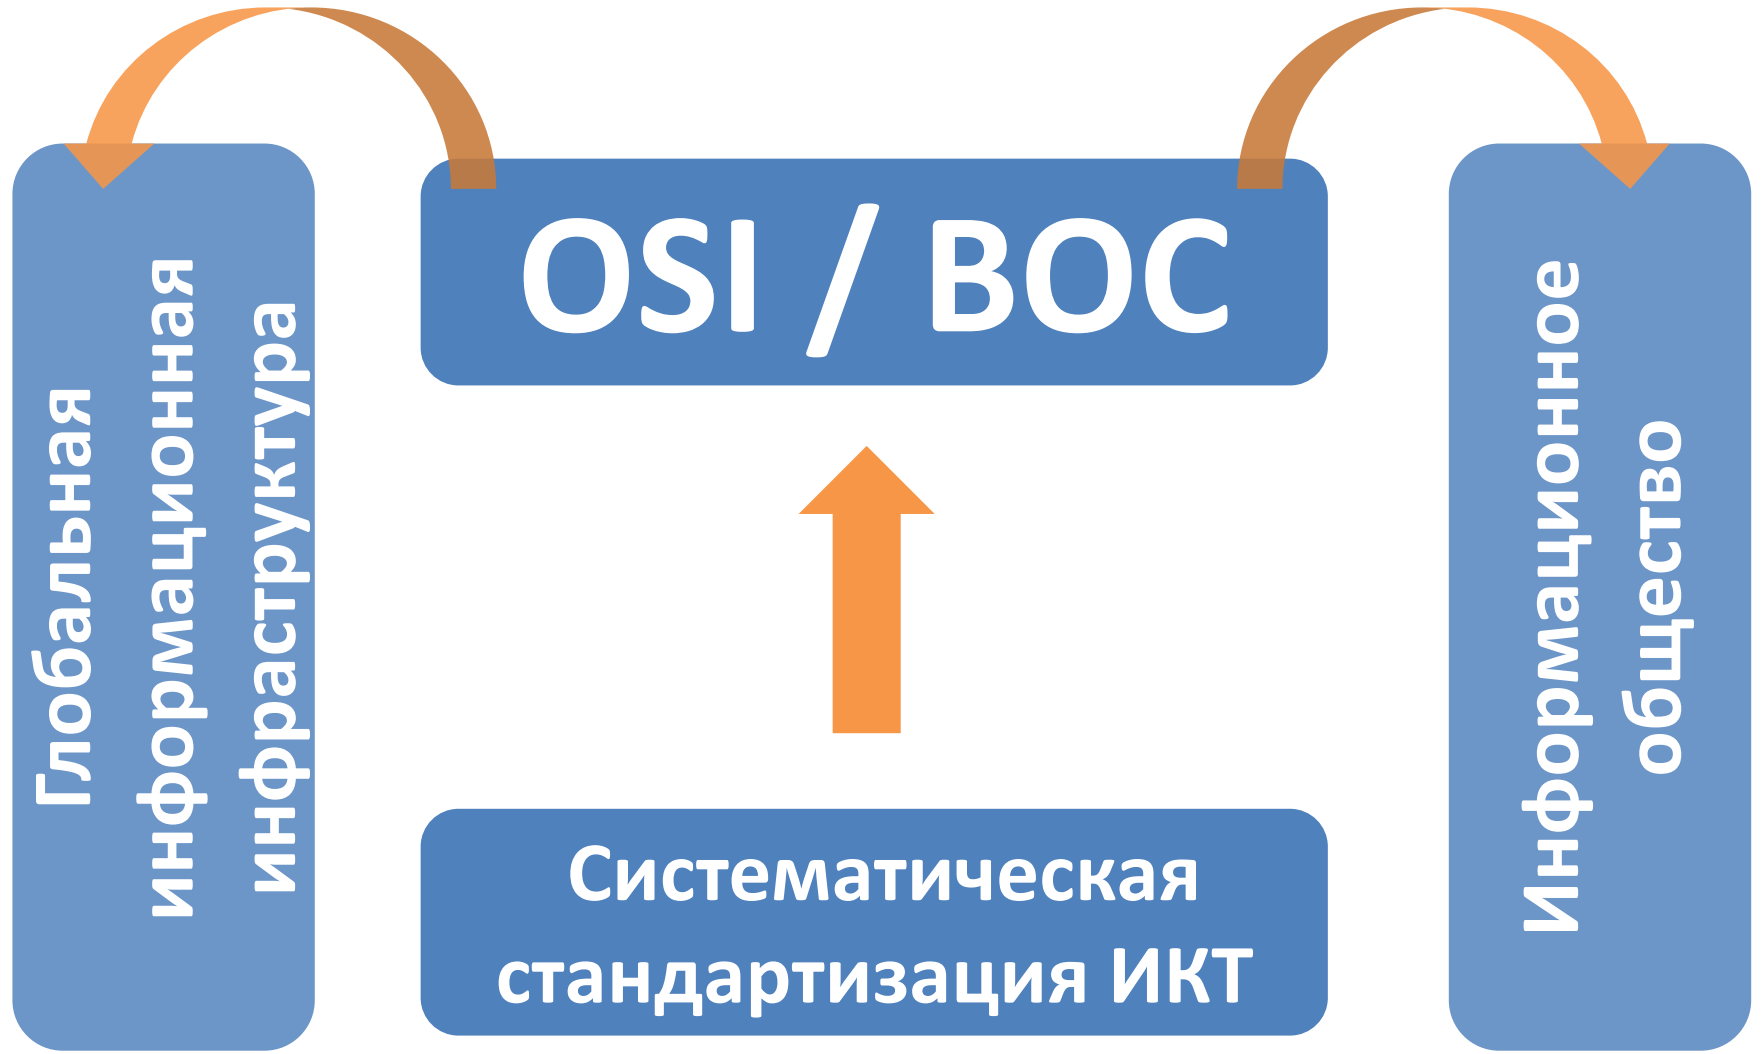 Глобальная
информационная
инфраструктура
OSI / ВОС
Систематическая
стандартизация ИКТ
Информационное
общество